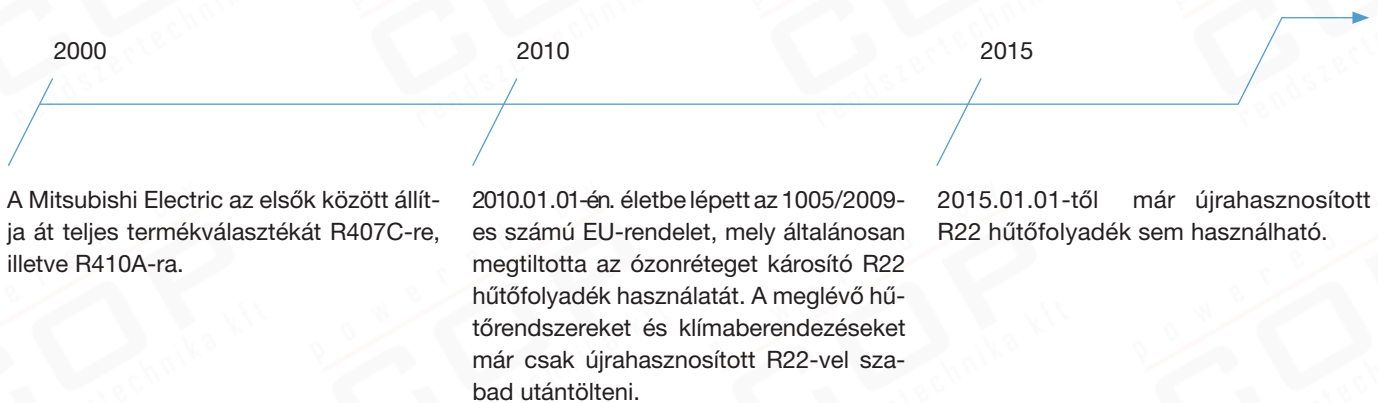 2000
2010
2015
A Mitsubishi Electric az elsők között állít-
ja át teljes termékválasztékát R407C-re,
illetve R410A-ra.
2010.01.01-én. életbe lépett az 1005/2009-
es számú EU-rendelet, mely általánosan
megtiltotta az ózonréteget károsító R22
hűtőfolyadék használatát. A meglévő hű-
tőrendszereket és klímaberendezéseket
már csak újrahasznosított R22-vel sza-
bad utántölteni.
2015.01.01-től már újrahasznosított
R22 hűtőfolyadék sem használható.